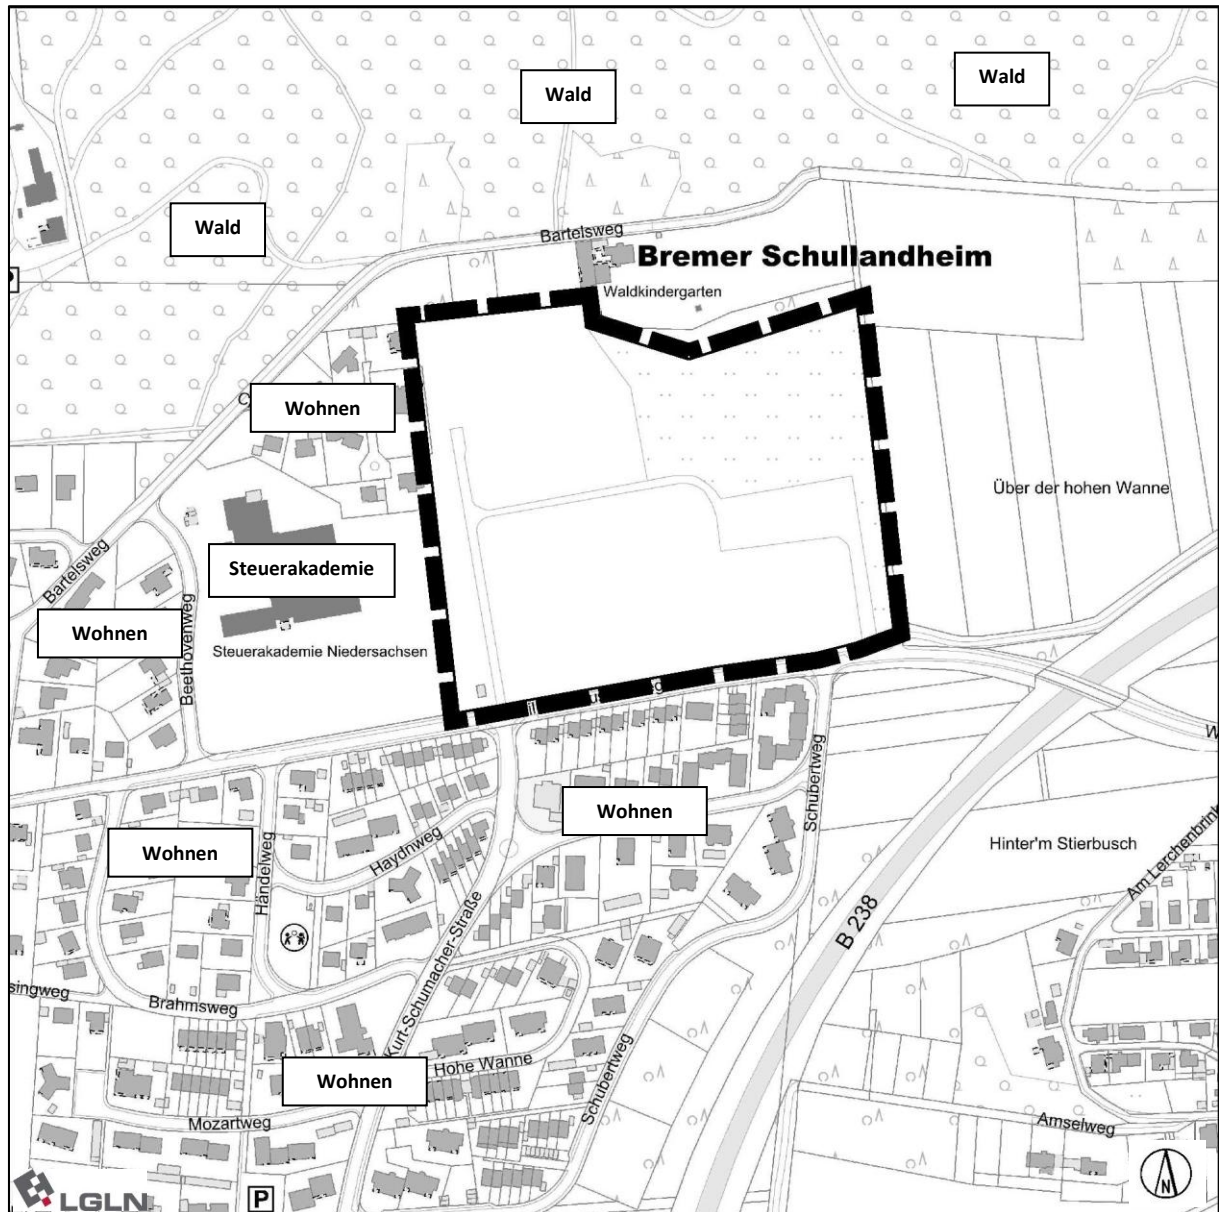 Wald
Wald
Wald
Bartelsweg
Bremer Schullandheim
Waldkindergarten
Wohnen
Über der hohen Wanne
Bartelsweg
Steuerakademie
Wohnen
Beethovenweg
Steuerakademie Niedersachsen
Schubertweg
Wohnen
Wohnen
Haydnweg
Händelweg
Hinter'm Stierbusch
Am Lerchenbrink
B 238
singweg
Brahmsweg
Kurt-Schumacher-Straße
Hohe Wanne
Wohnen
Schubertweg
Mozartweg
Amselweg
LGLN
P
N